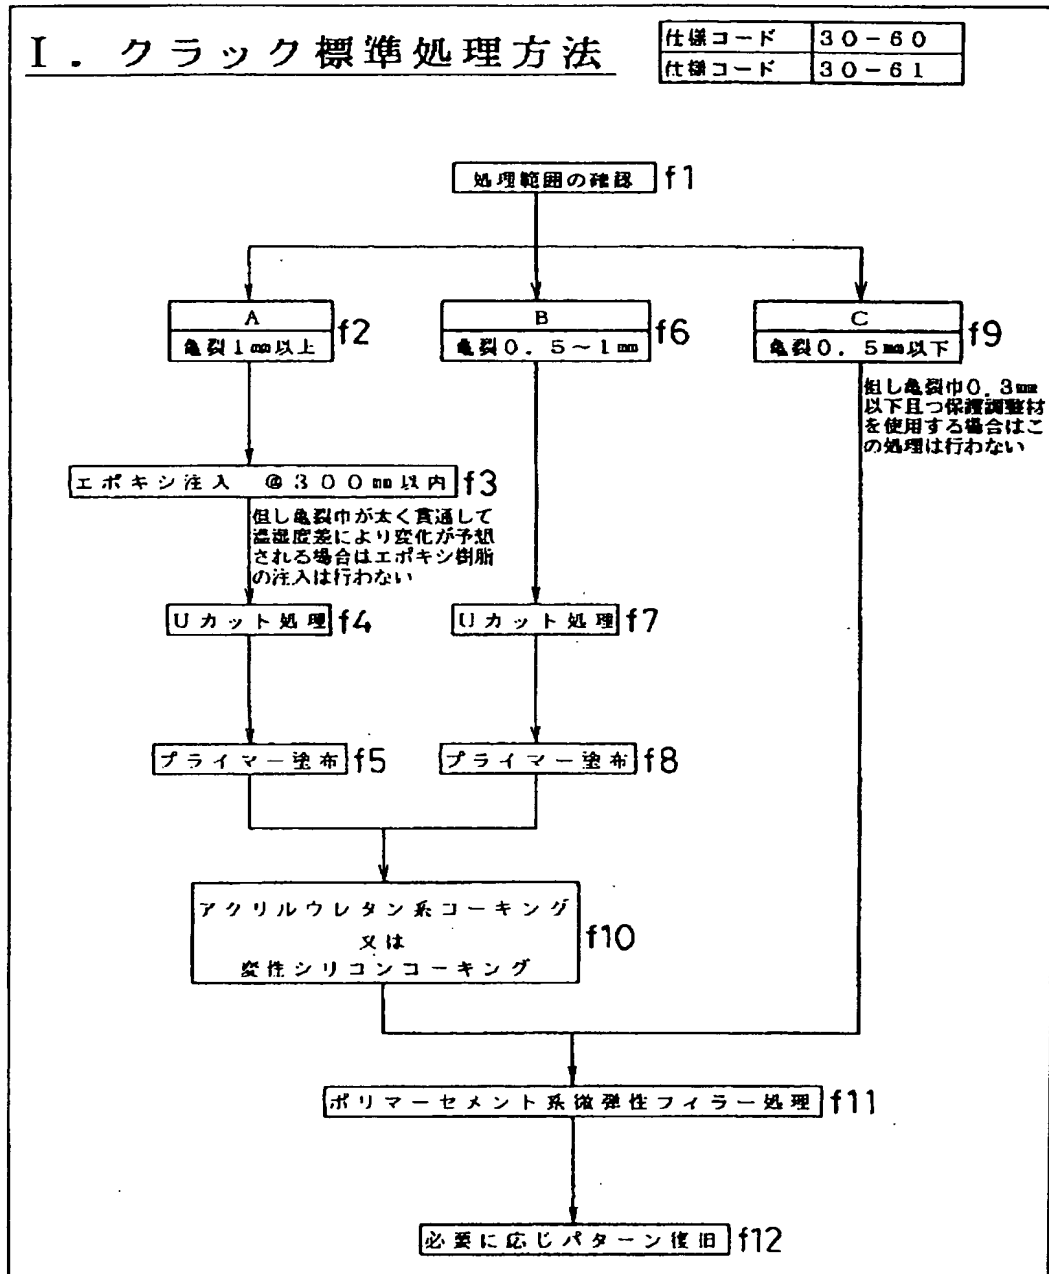 I．クラック標準処理方法
仕様コード 30-60
仕様コード 30-61
処理範囲の確認 f1
A
亀裂1mm以上 f2
B
亀裂0．5～1mm f6
C
亀裂0．5mm以下 f9
但し亀裂巾0．3mm
以下且つ保護調整材
を使用する場合はこ
の処理は行わない
エポキシ注入　@300mm以内 f3
但し亀裂巾が太く貫通して
温湿度差により変化が予想
される場合はエポキシ樹脂
の注入は行わない
Uカット処理 f4
Uカット処理 f7
プライマー塗布 f5
プライマー塗布 f8
アクリルウレタン系コーキング
又は
変性シリコンコーキング
f10
ポリマーセメント系微弾性フィラー処理 f11
必要に応じパターン復旧 f12